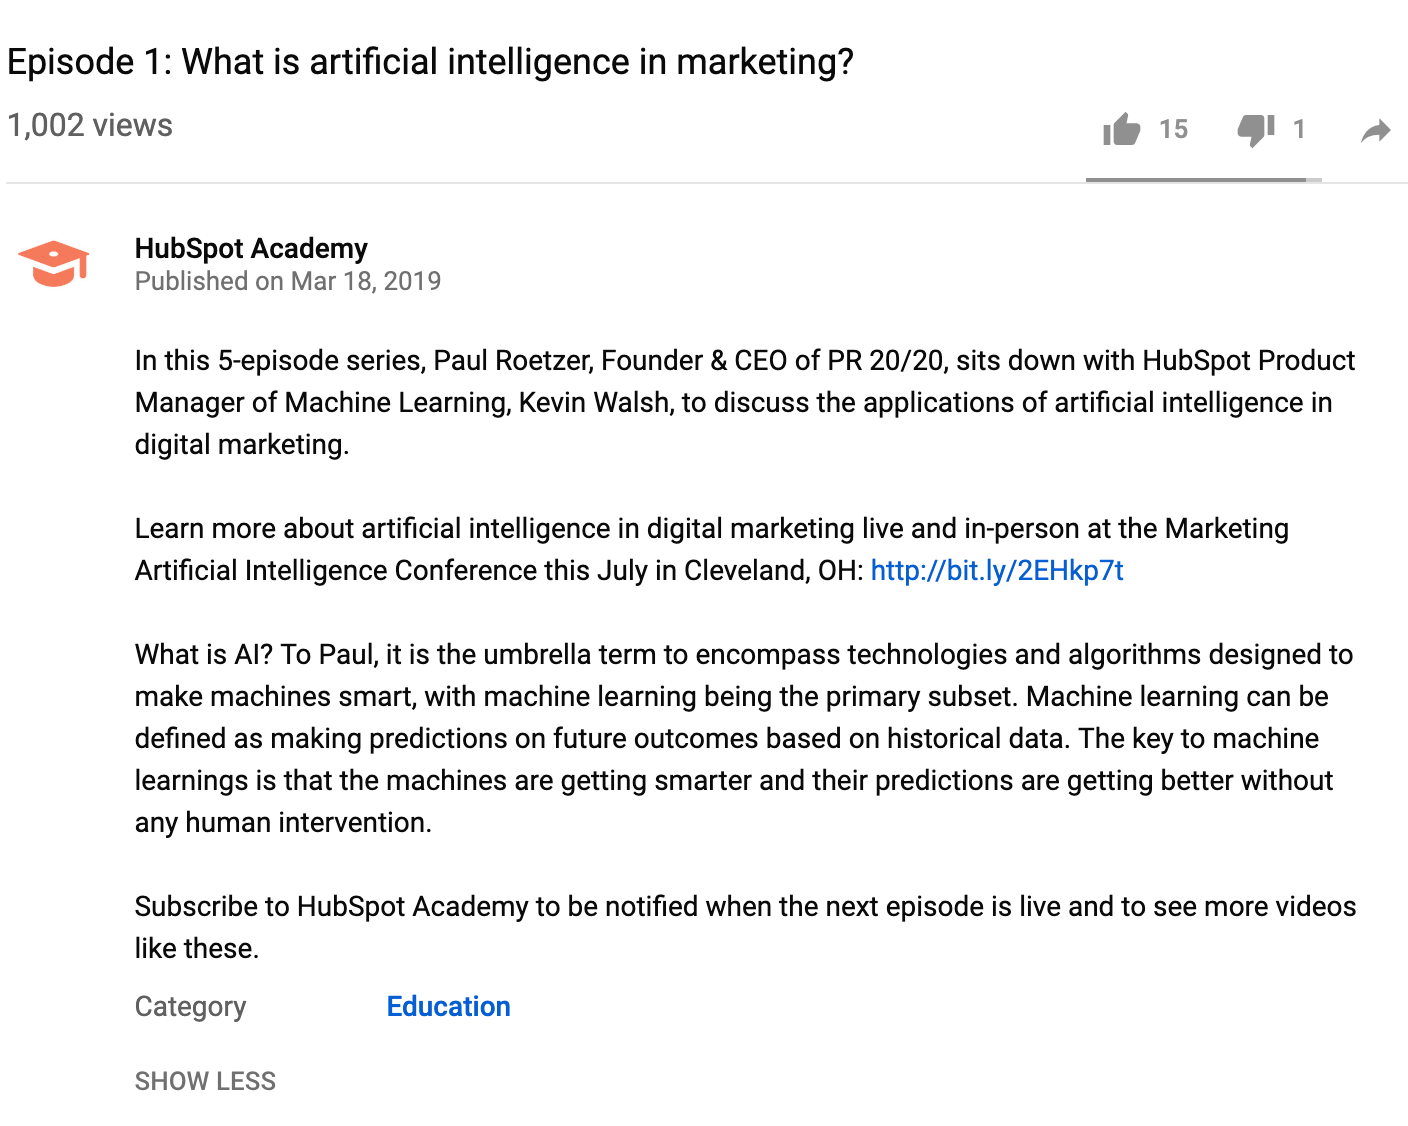 Episode 1: What is artificial intelligence in marketing?
1,002 views
15 1
HubSpot Academy
Published on Mar 18, 2019
In this 5-episode series, Paul Roetzer, Founder & CEO of PR 20/20, sits down with HubSpot Product
Manager of Machine Learning, Kevin Walsh, to discuss the applications of artificial intelligence in
digital marketing.
Learn more about artificial intelligence in digital marketing live and in-person at the Marketing
Artificial Intelligence Conference this July in Cleveland, OH: http://bit.ly/2EHkp7t
What is AI? To Paul, it is the umbrella term to encompass technologies and algorithms designed to
make machines smart, with machine learning being the primary subset. Machine learning can be
defined as making predictions on future outcomes based on historical data. The key to machine
learnings is that the machines are getting smarter and their predictions are getting better without
any human intervention.
Subscribe to HubSpot Academy to be notified when the next episode is live and to see more videos
like these.
Category Education
SHOW LESS